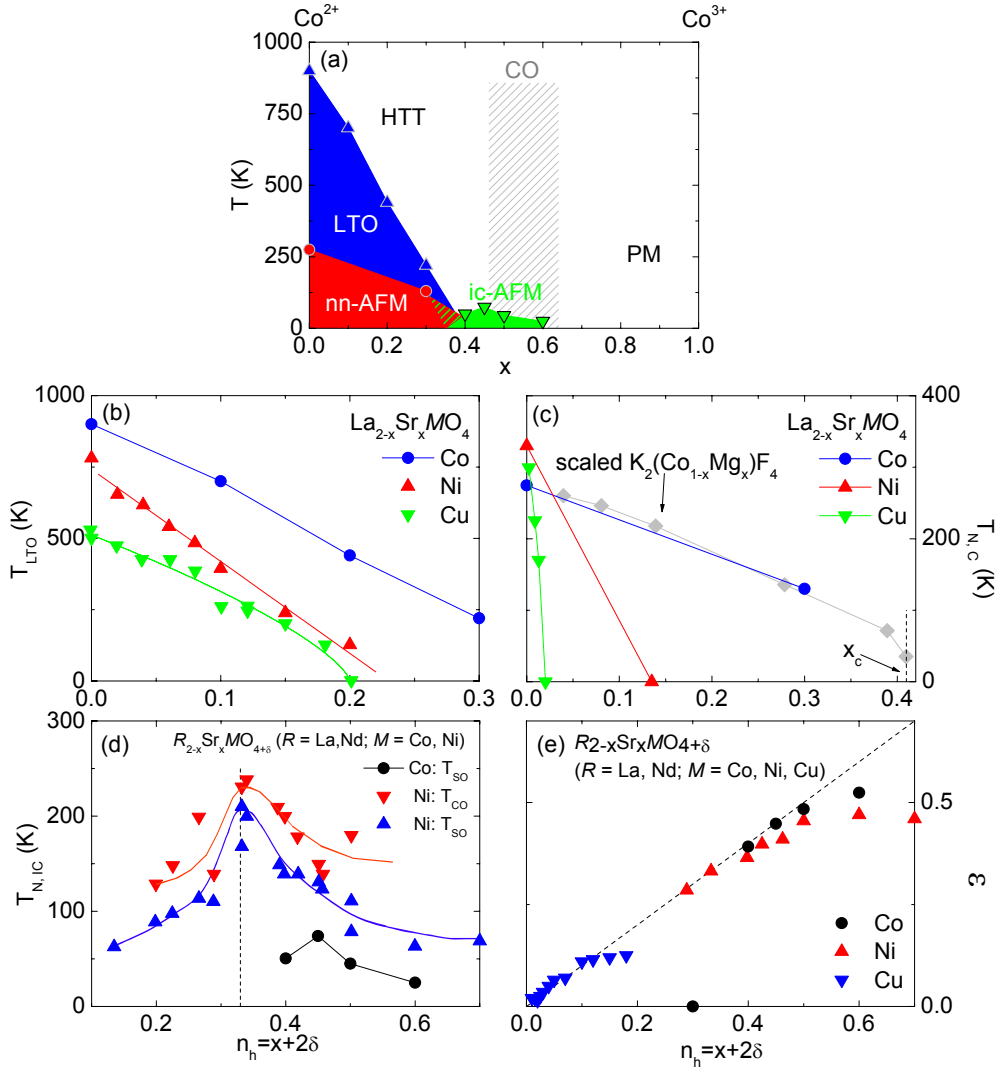 Co2+ Co3+
(a)
CO
HTT
LTO
PM
nn-AFM
ic-AFM
T (K)
1000
750
500
250
0
0.0 0.2 0.4 0.6 0.8 1.0
x
(b)
La2-xSrxMO4
Co
Ni
Cu
TLTO (K)
1000
500
0
0.0 0.1 0.2 0.3
(c)
La2-xSrxMO4
scaled K2(Co1-xMgx)F4
Co
Ni
Cu
xc
TN, C (K)
400
200
0
0.0 0.1 0.2 0.3 0.4
(d)
R2-xSrxMO4+δ (R = La,Nd; M = Co, Ni)
Co: TSO
Ni: TCO
Ni: TSO
TN, IC (K)
250
200
150
100
50
0
0.2 0.4 0.6
nh=x+2δ
(e)
R2-xSrxMO4+δ
(R = La, Nd; M = Co, Ni, Cu)
Co
Ni
Cu
ε
0.5
0.0
0.0 0.2 0.4 0.6
nh=x+2δ